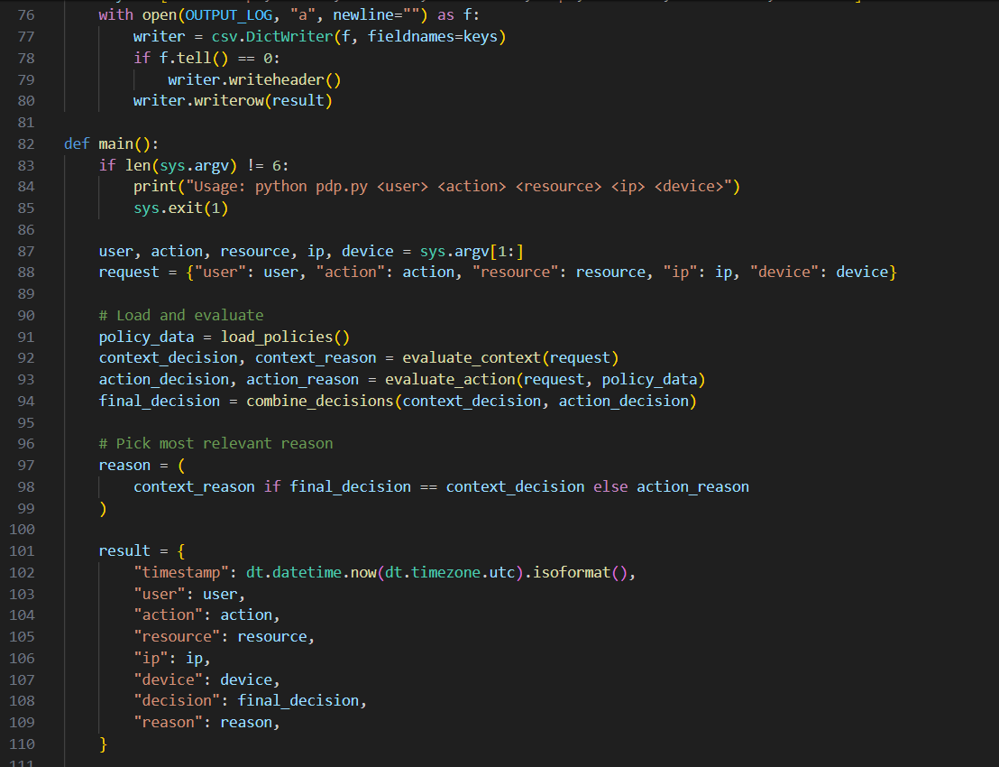 76 with open(OUTPUT_LOG, "a", newline="") as f:
77 writer = csv.DictWriter(f, fieldnames=keys)
78 if f.tell() == 0:
79 writer.writeheader()
80 writer.writerow(result)
81
82 def main():
83 if len(sys.argv) != 6:
84 print("Usage: python pdp.py <user> <action> <resource> <ip> <device>")
85 sys.exit(1)
86
87 user, action, resource, ip, device = sys.argv[1:]
88 request = {"user": user, "action": action, "resource": resource, "ip": ip, "device": device}
89
90 # Load and evaluate
91 policy_data = load_policies()
92 context_decision, context_reason = evaluate_context(request)
93 action_decision, action_reason = evaluate_action(request, policy_data)
94 final_decision = combine_decisions(context_decision, action_decision)
95
96 # Pick most relevant reason
97 reason = (
98 context_reason if final_decision == context_decision else action_reason
99 )
100
101 result = {
102 "timestamp": dt.datetime.now(dt.timezone.utc).isoformat(),
103 "user": user,
104 "action": action,
105 "resource": resource,
106 "ip": ip,
107 "device": device,
108 "decision": final_decision,
109 "reason": reason,
110 }
111